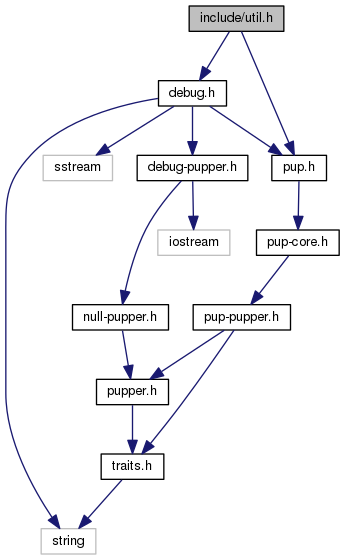 include/util.h
debug.h
sstream
debug-pupper.h
pup.h
iostream
pup-core.h
null-pupper.h
pup-pupper.h
pupper.h
traits.h
string